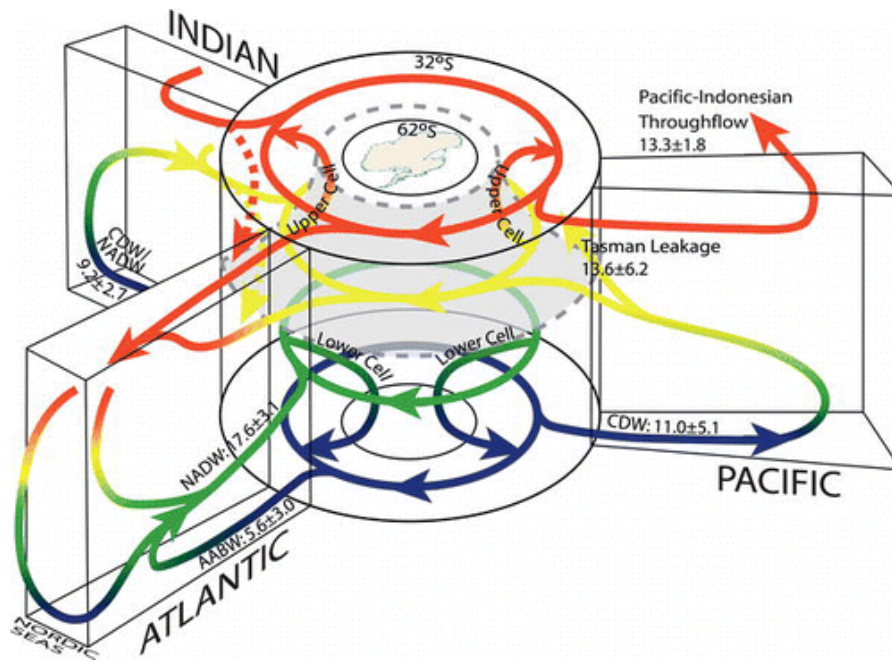 INDIAN
32ºS
62ºS
Pacific-Indonesian
Throughflow
13.3±1.8
Upper Cell
Upper Cell
CDW/
NADW
9.2±2.7
Tasman Leakage
13.6±6.2
Lower Cell
Lower Cell
CDW: 11.0±5.1
PACIFIC
NADW: 17.6±3.1
AABW: 5.6±3.0
ATLANTIC
NORDIC
SEAS